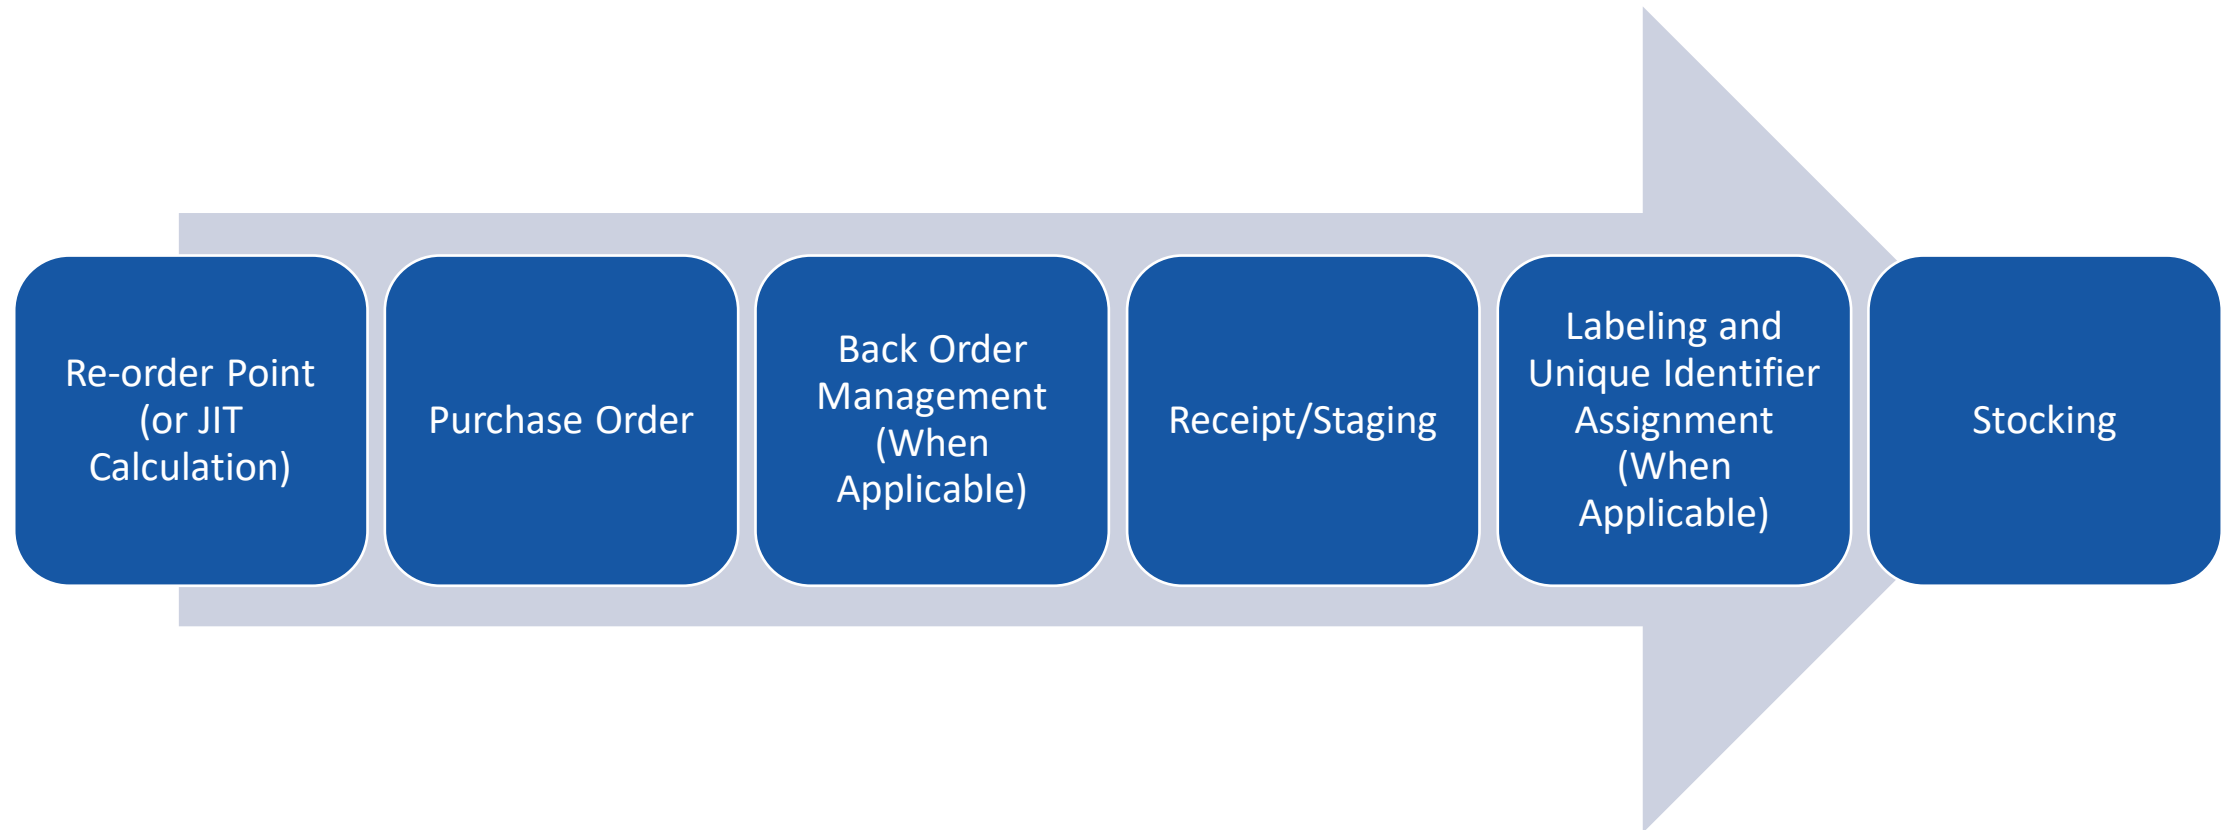 Re-order Point
(or JIT
Calculation)
Purchase Order
Back Order
Management
(When
Applicable)
Receipt/Staging
Labeling and
Unique Identifier
Assignment
(When
Applicable)
Stocking